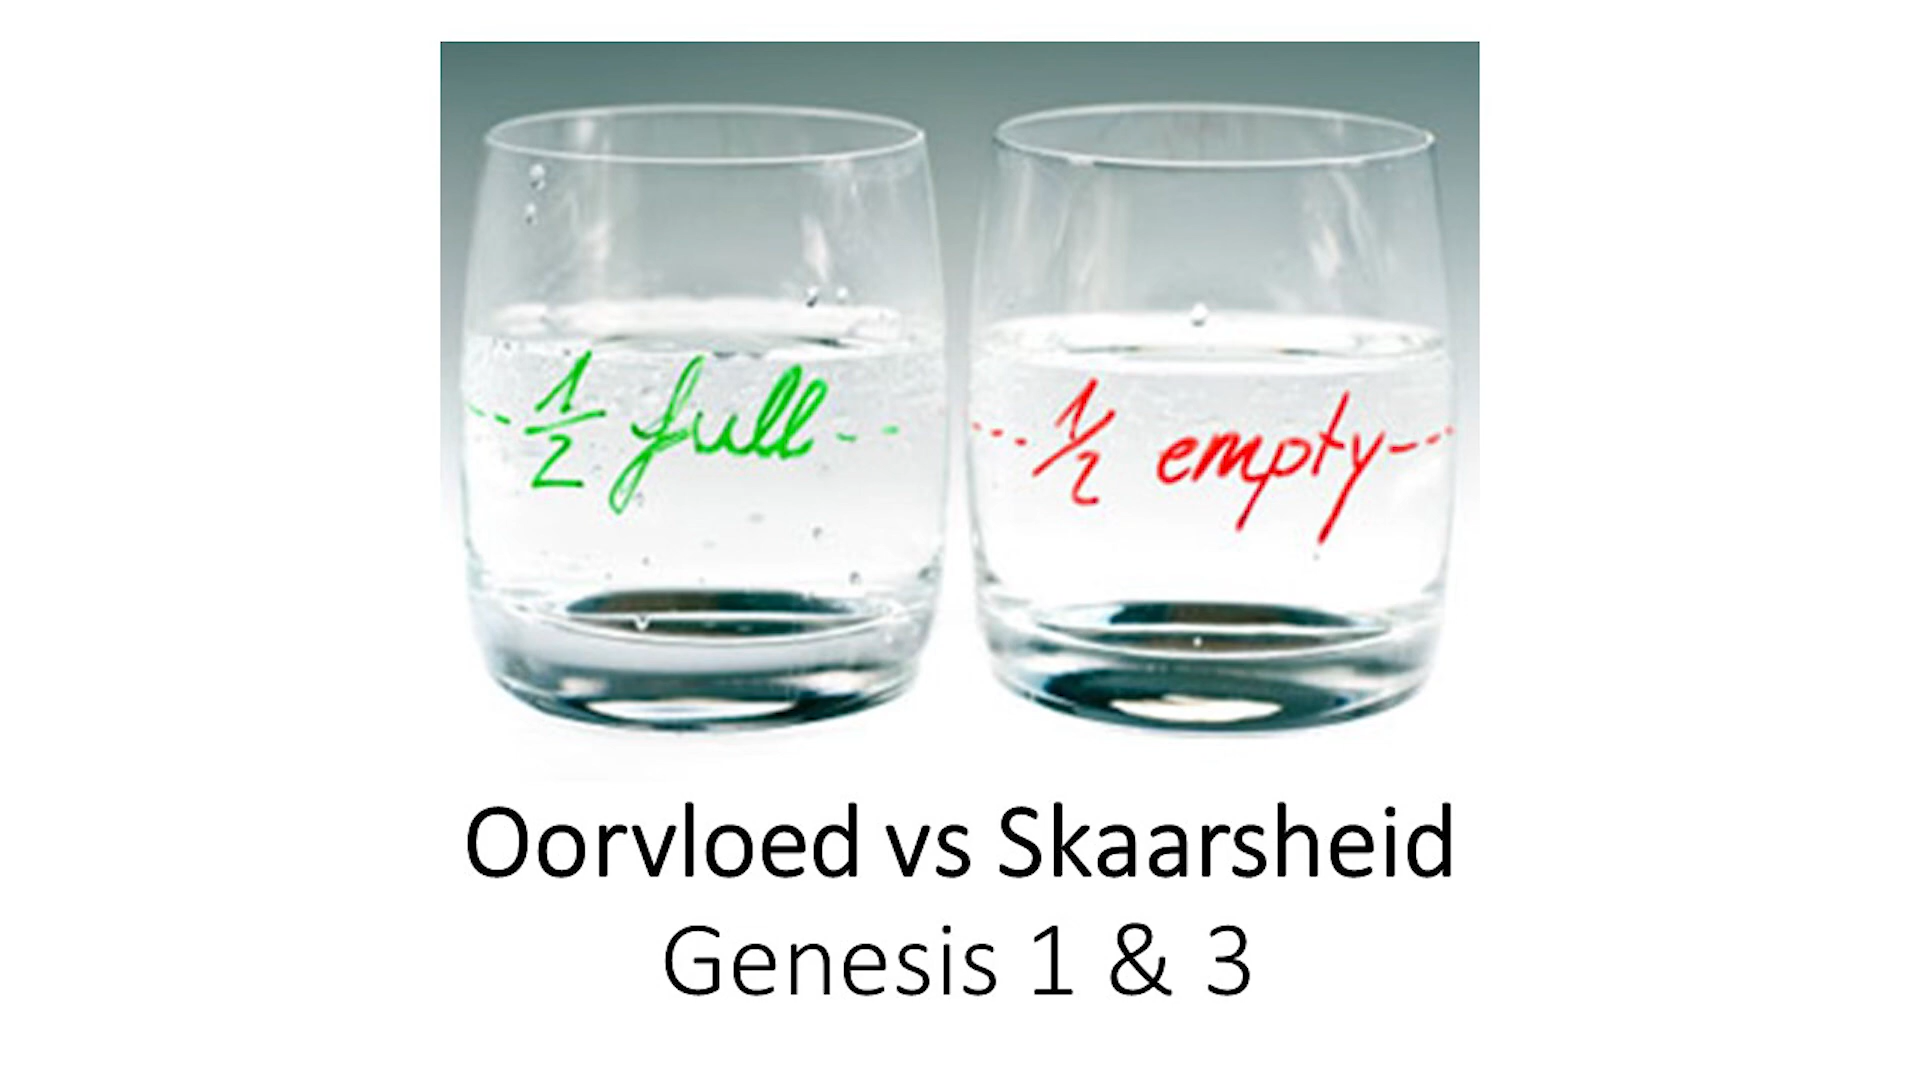 1/2 full
1/2 empty
Oorvloed vs Skaarsheid
Genesis 1 & 3